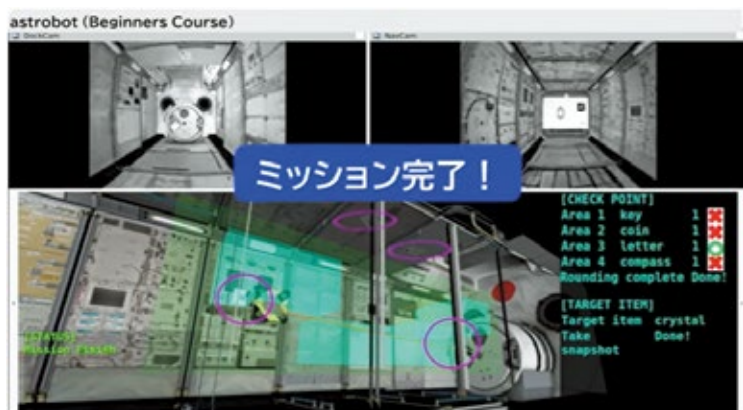 astrobot (Beginners Course)
DockCam
NavCam
ミッション完了！
[CHECK POINT]
Area 1 key 1
Area 2 coin 1
Area 3 letter 1
Area 4 compass 1
Rounding complete Done!
[TARGET ITEM]
Target item crystal
Take Done!
snapshot
[STATUS]
Mission Finish